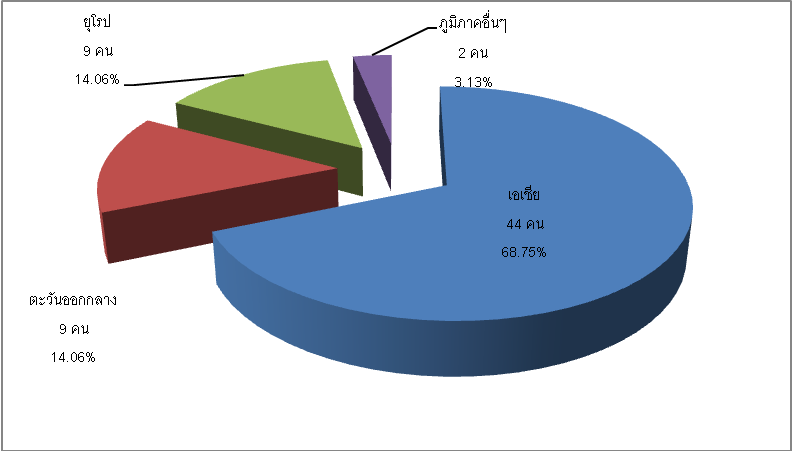 ยุโรป
9 คน
14.06%
ภูมิภาคอื่นๆ
2 คน
3.13%
เอเชีย
44 คน
68.75%
ตะวันออกกลาง
9 คน
14.06%